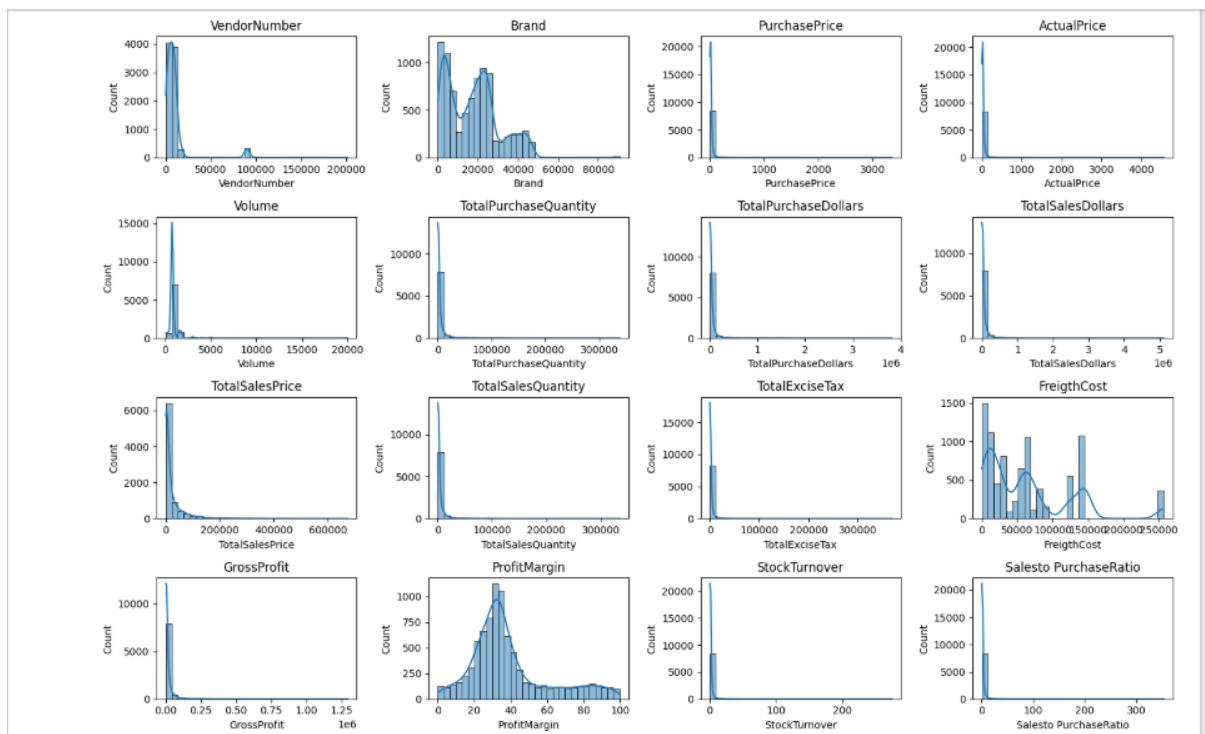 VendorNumber Brand PurchasePrice ActualPrice
Count 4000 3000 2000 1000 0
0 50000 100000 150000 200000
VendorNumber
Count 1000 500 0
0 20000 40000 60000 80000
Brand
Count 20000 15000 10000 5000 0
0 1000 2000 3000
PurchasePrice
Count 20000 15000 10000 5000 0
0 1000 2000 3000 4000
ActualPrice
Volume TotalPurchaseQuantity TotalPurchaseDollars TotalSalesDollars
Count 15000 10000 5000 0
0 5000 10000 15000 20000
Volume
Count 10000 5000 0
0 100000 200000 300000
TotalPurchaseQuantity
Count 10000 5000 0
0 1 2 3 4
TotalPurchaseDollars 1e6
Count 10000 5000 0
0 1 2 3 4 5
TotalSalesDollars 1e6
TotalSalesPrice TotalSalesQuantity TotalExciseTax FreigthCost
Count 6000 4000 2000 0
0 200000 400000 600000
TotalSalesPrice
Count 10000 5000 0
0 100000 200000 300000
TotalSalesQuantity
Count 15000 10000 5000 0
0 100000 200000 300000
TotalExciseTax
Count 1500 1000 500 0
0 50000 100000 150000 200000 250000
FreigthCost
GrossProfit ProfitMargin StockTurnover Salesto PurchaseRatio
Count 10000 5000 0
0.00 0.25 0.50 0.75 1.00 1.25
GrossProfit 1e6
Count 1000 750 500 250 0
0 20 40 60 80 100
ProfitMargin
Count 20000 15000 10000 5000 0
0 100 200
StockTurnover
Count 20000 15000 10000 5000 0
0 100 200 300
Salesto PurchaseRatio